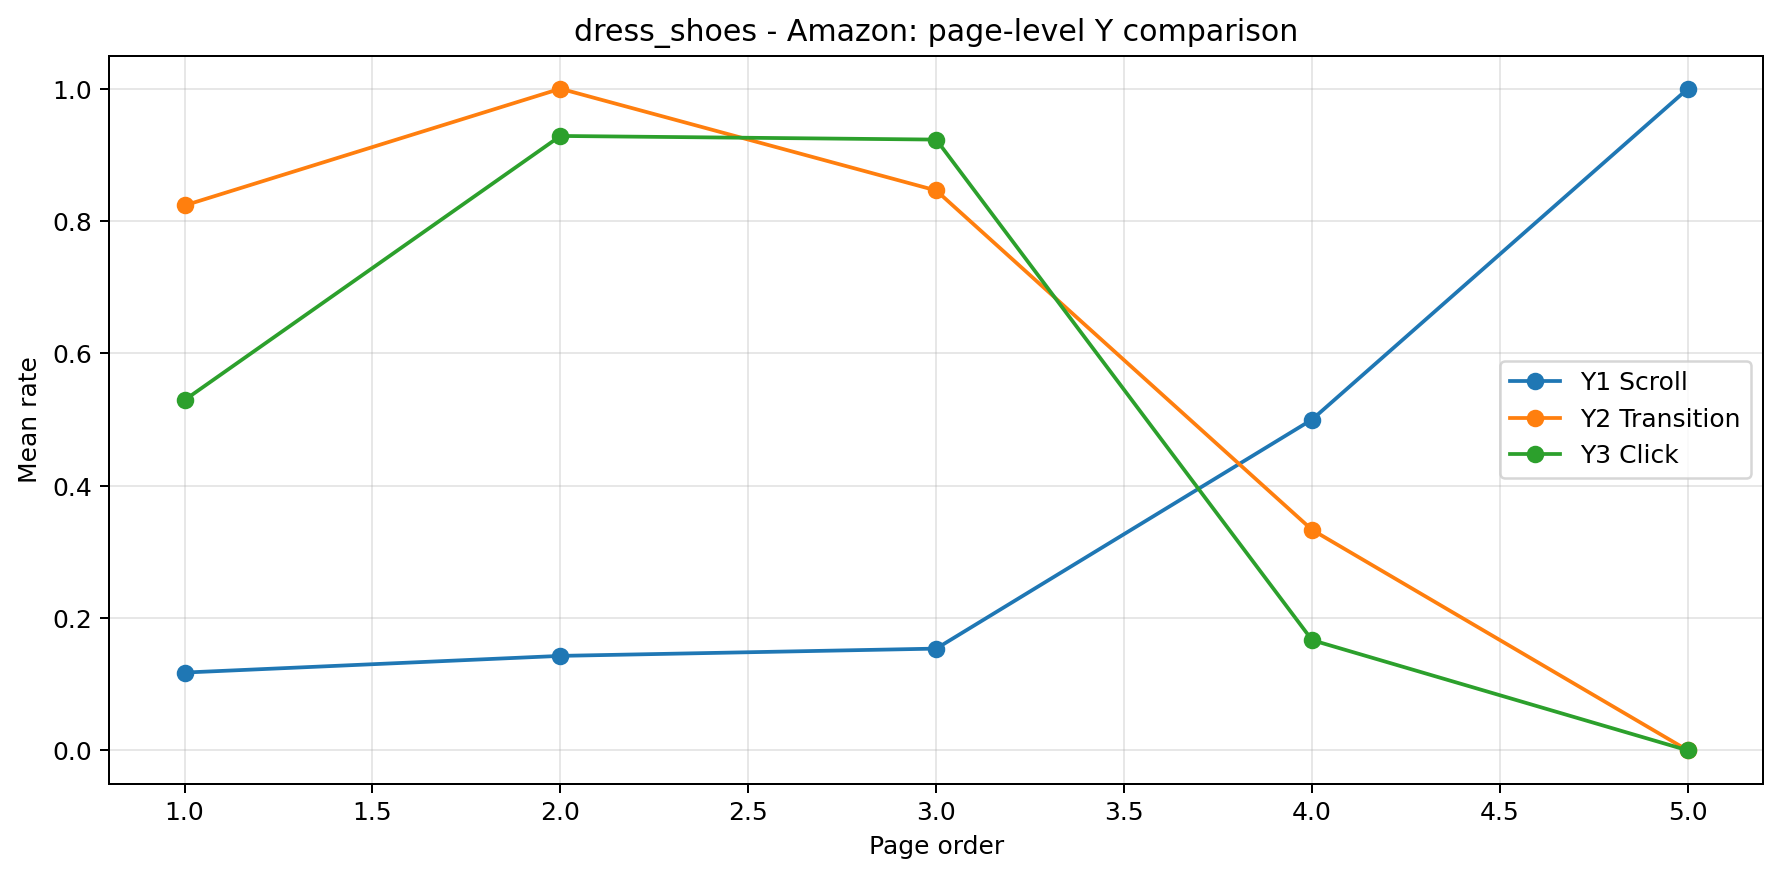 dress_shoes - Amazon: page-level Y comparison
Mean rate
1.0
0.8
0.6
0.4
0.2
0.0
Y1 Scroll
Y2 Transition
Y3 Click
1.0 1.5 2.0 2.5 3.0 3.5 4.0 4.5 5.0
Page order